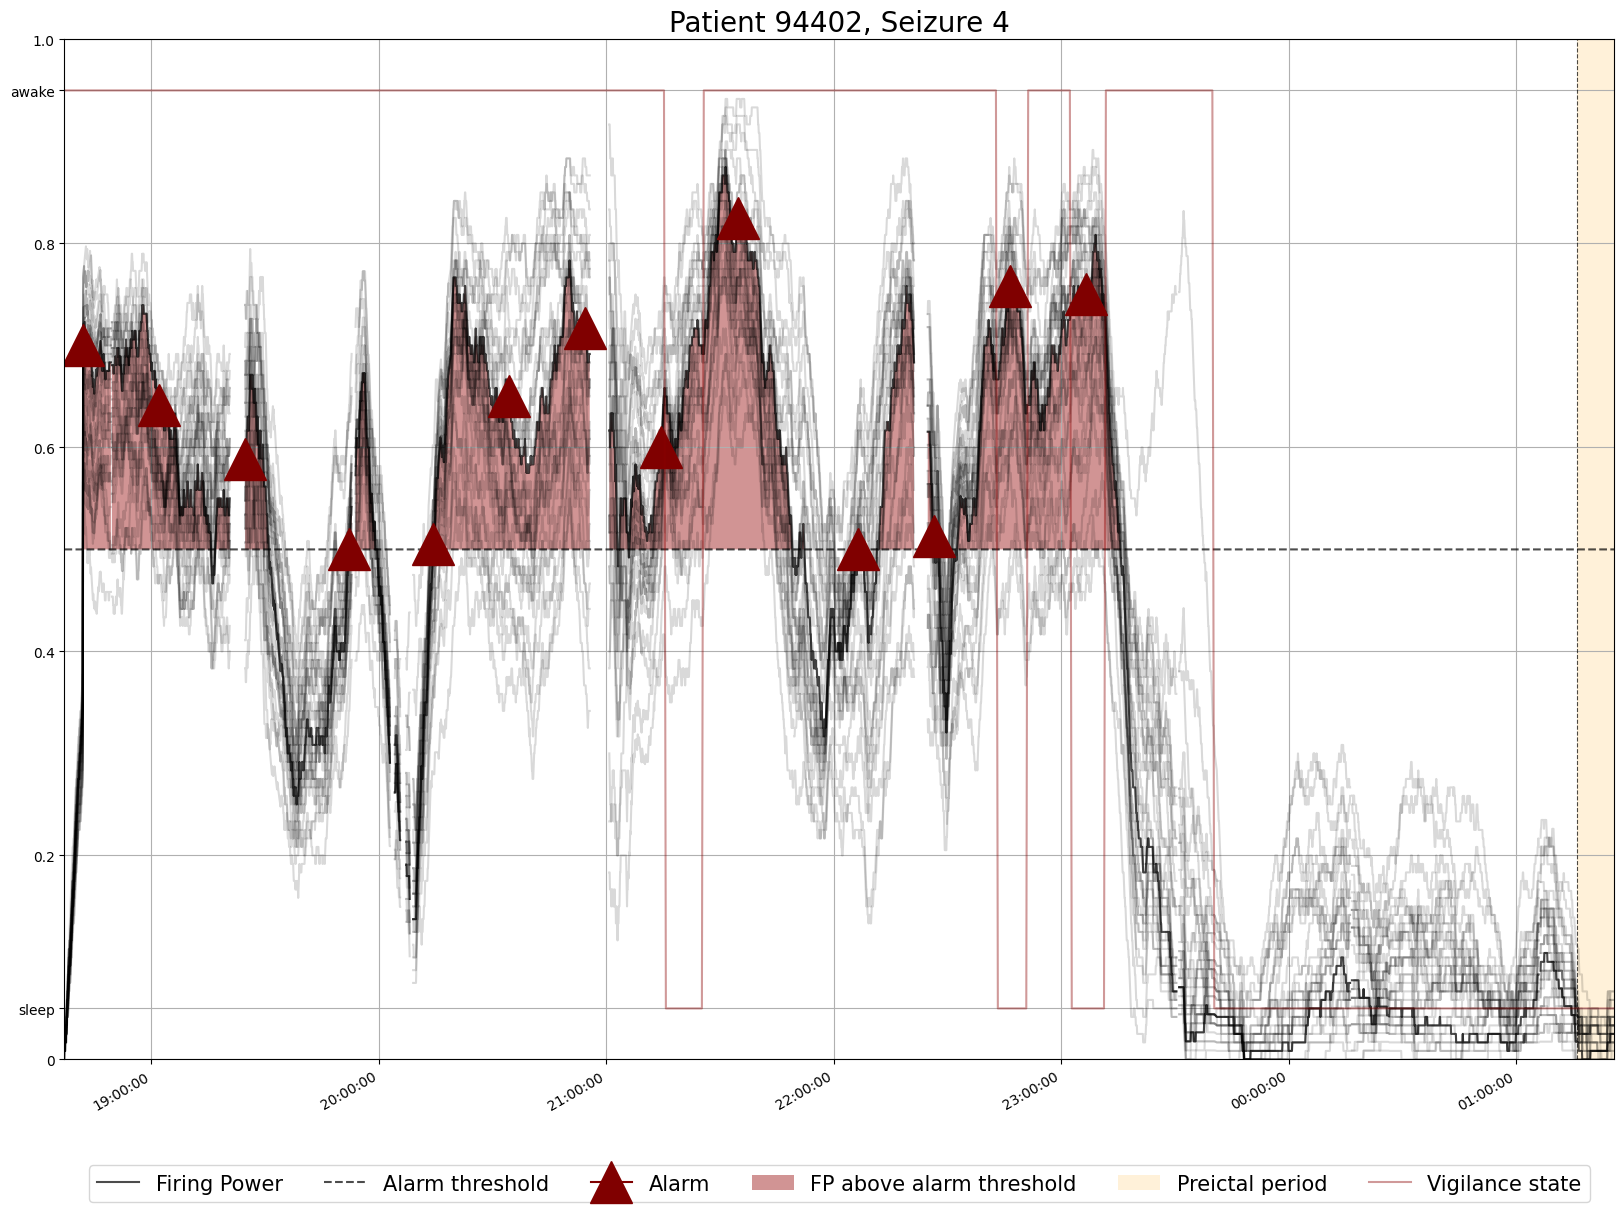 Patient 94402, Seizure 4
1.0
awake
0.8
0.6
0.4
0.2
sleep
0
19:00:00 20:00:00 21:00:00 22:00:00 23:00:00 00:00:00 01:00:00
Firing Power Alarm threshold Alarm FP above alarm threshold Preictal period Vigilance state